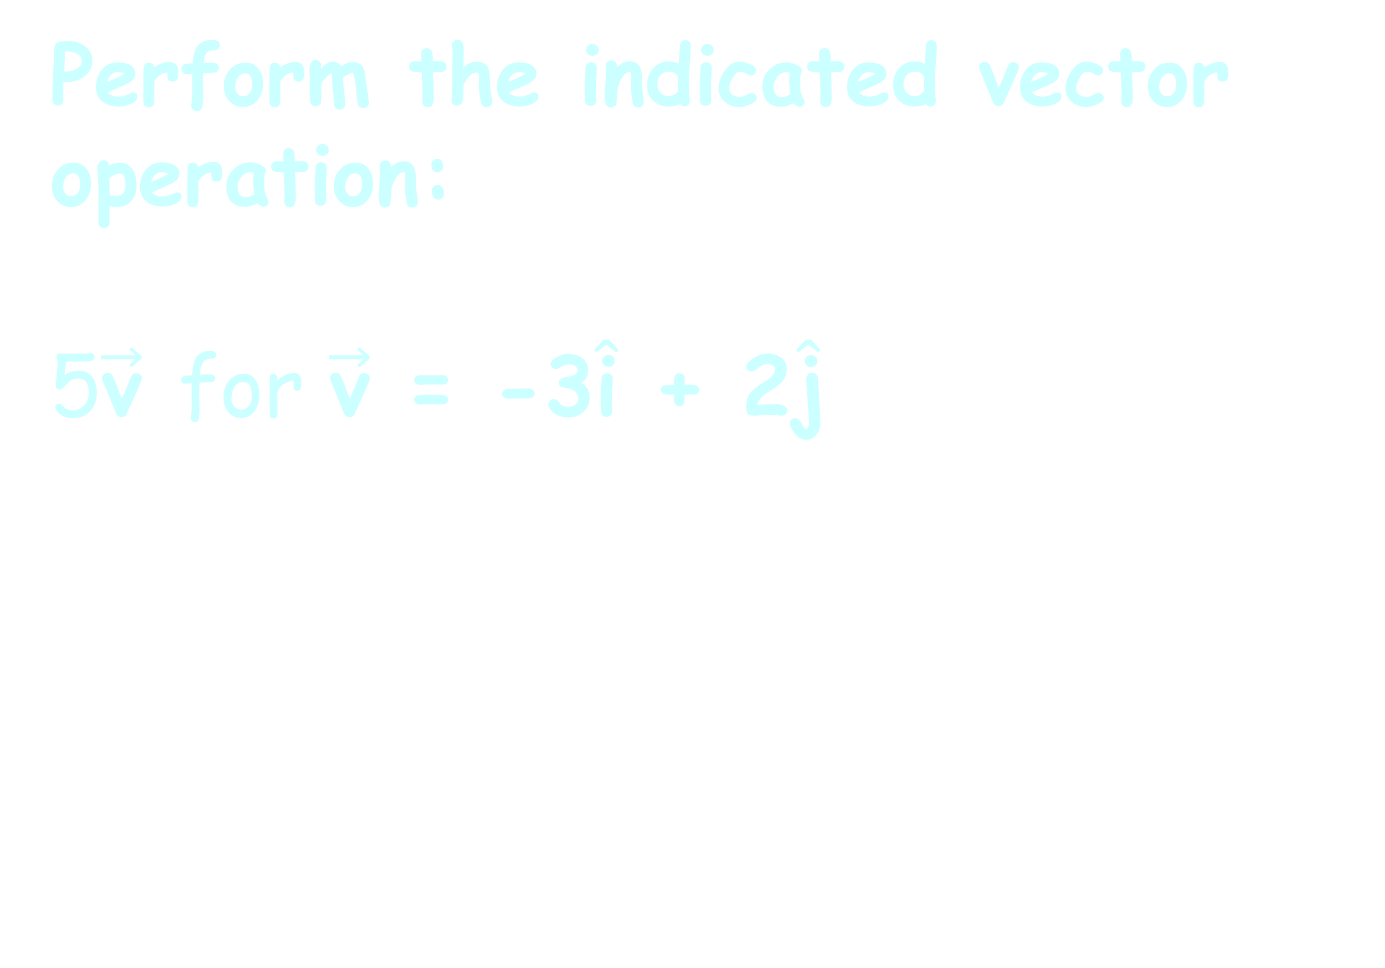 Perform the indicated vector
operation:
5v⃗ for v⃗ = -3î + 2ĵ